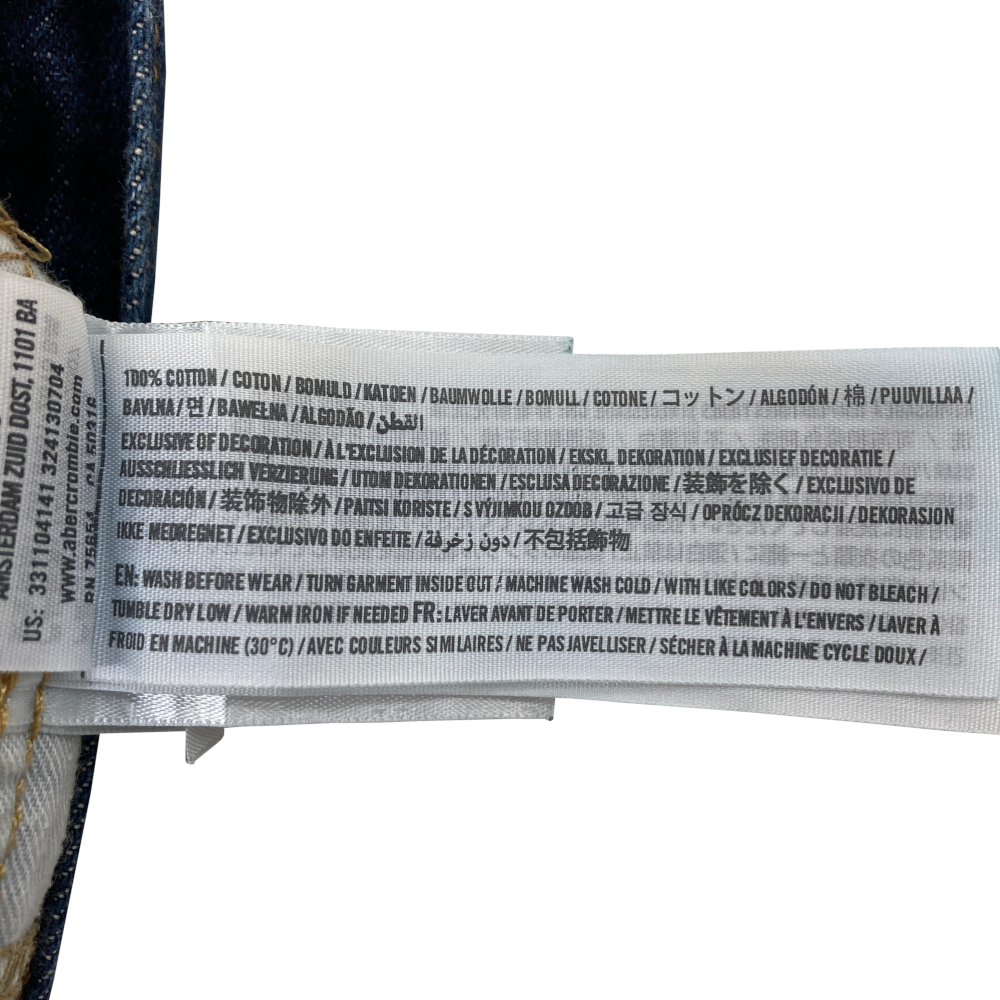 100% COTTON / COTON / BOMULD / KATOEN / BAUMWOLLE / BOMULL / COTONE / コットン / ALGODÓN / 棉 / PUUVILLAA /
BAVLNA / 면 / BAWEŁNA / ALGODÃO / القطن
EXCLUSIVE OF DECORATION / À L'EXCLUSION DE LA DÉCORATION / EKSKL. DEKORATION / EXCLUSIEF DECORATIE /
AUSSCHLIESSLICH VERZIERUNG / UTOM DEKORATIONEN / ESCLUSA DECORAZIONE / 装飾を除く / EXCLUSIVO DE
DECORACIÓN / 装饰物除外 / PAITSI KORISTE / S VÝJIMKOU OZDOB / 고급 장식 / OPRÓCZ DEKORACJI / DEKORASJON
IKKE MEDREGNET / EXCLUSIVO DO ENFEITE / دون زخرفة / 不包括飾物
EN: WASH BEFORE WEAR / TURN GARMENT INSIDE OUT / MACHINE WASH COLD / WITH LIKE COLORS / DO NOT BLEACH /
TUMBLE DRY LOW / WARM IRON IF NEEDED FR: LAVER AVANT DE PORTER / METTRE LE VÊTEMENT À L'ENVERS / LAVER À
FROID EN MACHINE (30°C) / AVEC COULEURS SIMILAIRES / NE PAS JAVELLISER / SÉCHER À LA MACHINE CYCLE DOUX /
AMSTERDAM ZUID OOST, 1101 BA
US: 331104141 324130704
www.abercrombie.com
RN 75654 CA 50316